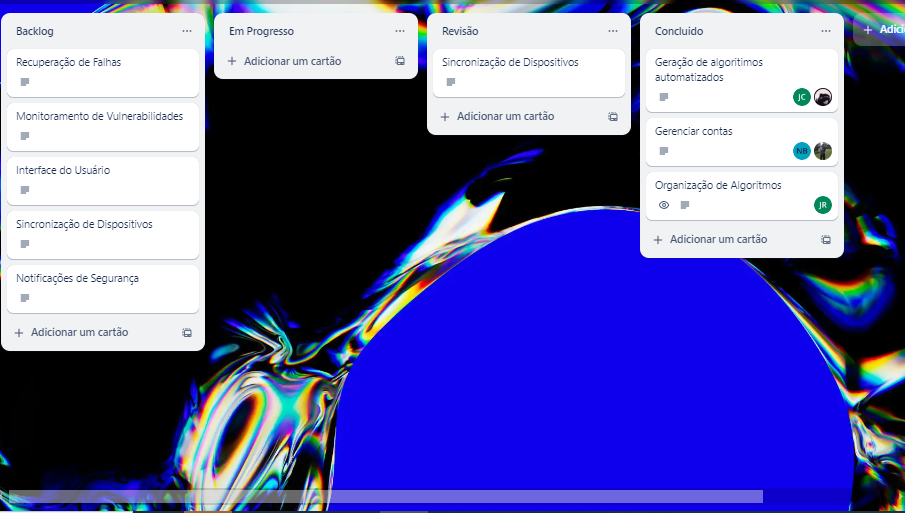 Backlog
Recuperação de Falhas
Monitoramento de Vulnerabilidades
Interface do Usuário
Sincronização de Dispositivos
Notificações de Segurança
+ Adicionar um cartão
Em Progresso
+ Adicionar um cartão
Revisão
Sincronização de Dispositivos
+ Adicionar um cartão
Concluido
Geração de algoritimos
automatizados
JC
Gerenciar contas
NB
Organização de Algoritmos
JR
+ Adicionar um cartão
+ Adici